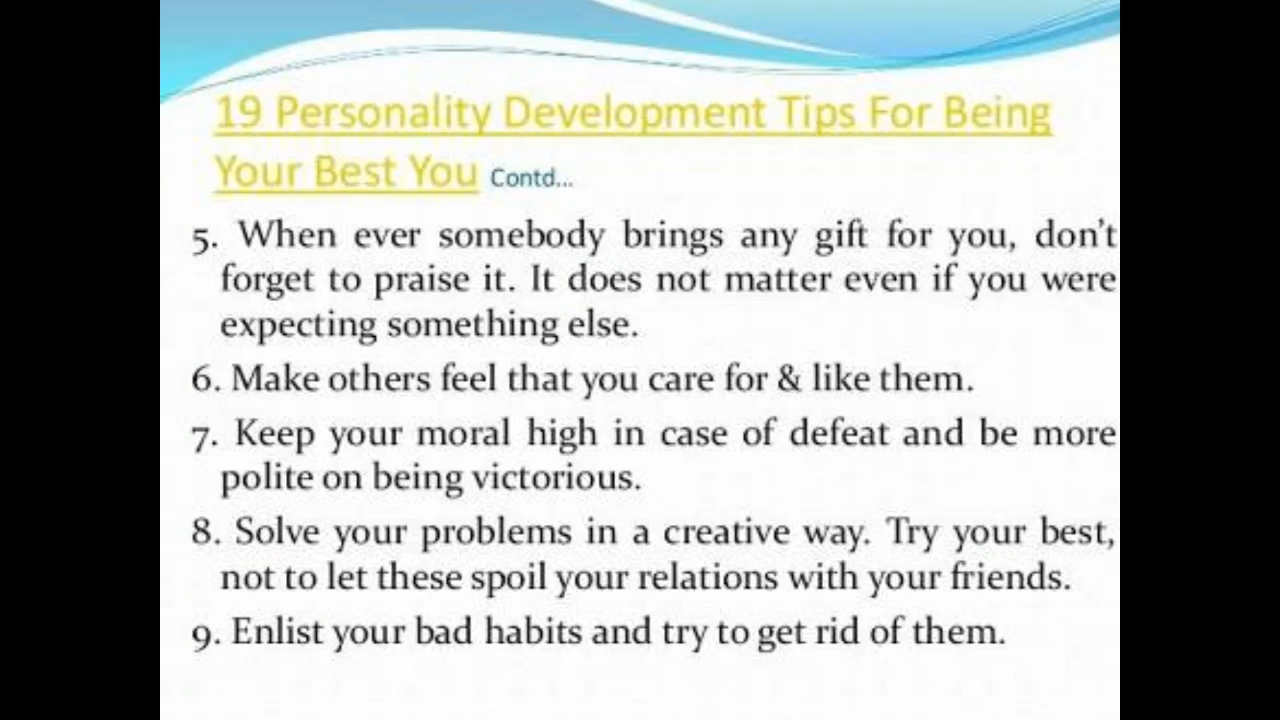 19 Personality Development Tips For Being
Your Best You Contd...
5. When ever somebody brings any gift for you, don't
forget to praise it. It does not matter even if you were
expecting something else.
6. Make others feel that you care for & like them.
7. Keep your moral high in case of defeat and be more
polite on being victorious.
8. Solve your problems in a creative way. Try your best,
not to let these spoil your relations with your friends.
9. Enlist your bad habits and try to get rid of them.